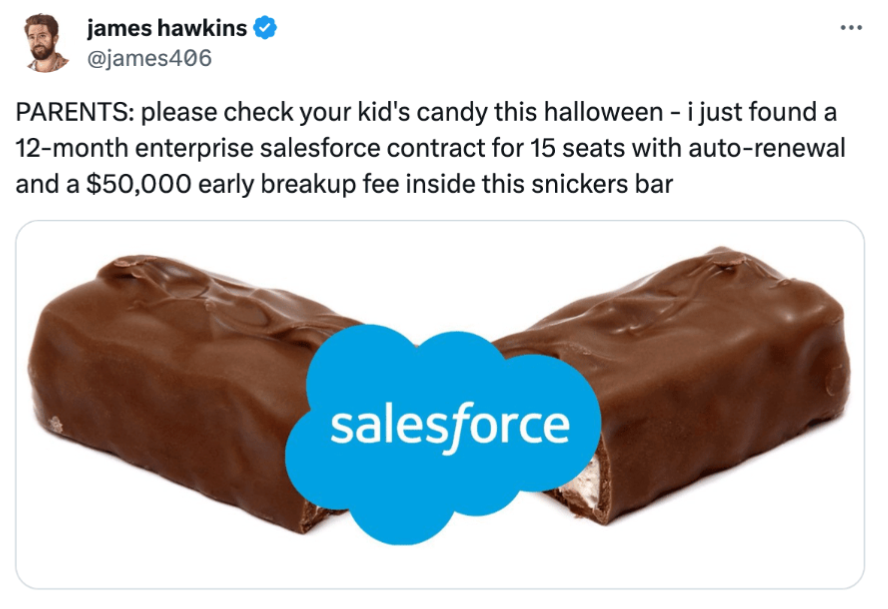 james hawkins
@james406
PARENTS: please check your kid's candy this halloween - i just found a
12-month enterprise salesforce contract for 15 seats with auto-renewal
and a $50,000 early breakup fee inside this snickers bar
salesforce